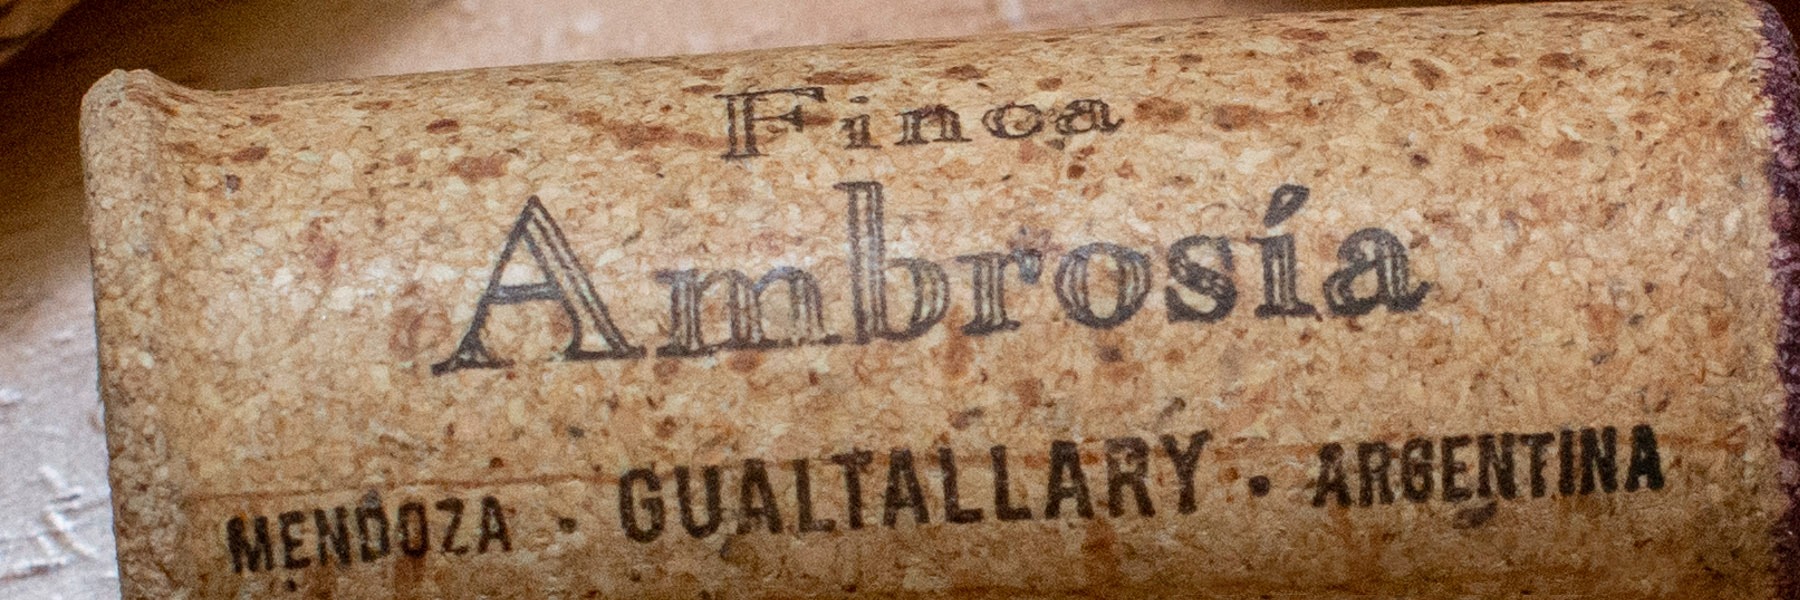 Finca
Ambrosía
MENDOZA · GUALTALLARY · ARGENTINA